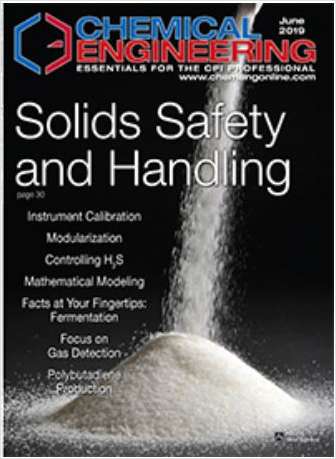 CHEMICAL
ENGINEERING
June
2019
ESSENTIALS FOR THE CPI PROFESSIONAL
www.chemengonline.com
Solids Safety
and Handling
page 30
Instrument Calibration
Modularization
Controlling H₂S
Mathematical Modeling
Facts at Your Fingertips:
Fermentation
Focus on
Gas Detection
Polybutadiene
Production